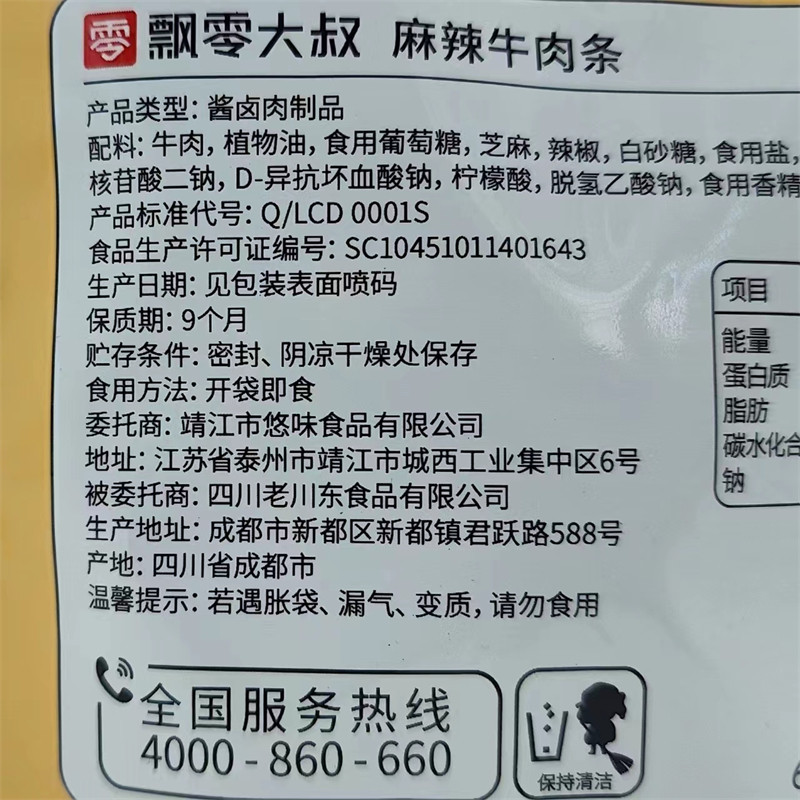 零 飘零大叔 麻辣牛肉条
产品类型: 酱卤肉制品
配料: 牛肉, 植物油, 食用葡萄糖, 芝麻, 辣椒, 白砂糖, 食用盐,
核苷酸二钠, D-异抗坏血酸钠, 柠檬酸, 脱氢乙酸钠, 食用香精
产品标准代号: Q/LCD 0001S
食品生产许可证编号: SC10451011401643
生产日期: 见包装表面喷码
保质期: 9个月
贮存条件: 密封、阴凉干燥处保存
食用方法: 开袋即食
委托商: 靖江市悠味食品有限公司
地址: 江苏省泰州市靖江市城西工业集中区6号
被委托商: 四川老川东食品有限公司
生产地址: 成都市新都区新都镇君跃路588号
产地: 四川省成都市
温馨提示: 若遇胀袋、漏气、变质, 请勿食用
项目
能量
蛋白质
脂肪
碳水化合
钠
全国服务热线
4000-860-660
保持清洁